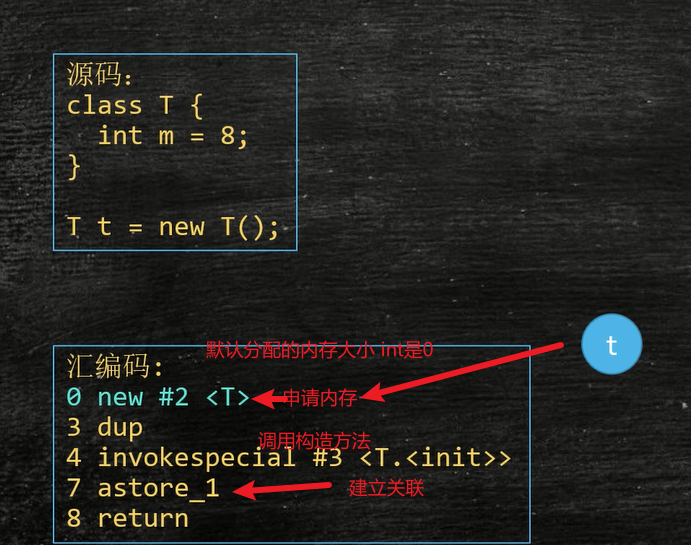 源码：
class T {
  int m = 8;
}
T t = new T();
t
默认分配的内存大小 int是0
汇编码：
0 new #2 <T>
申请内存
3 dup
调用构造方法
4 invokespecial #3 <T.<init>>
7 astore_1
建立关联
8 return